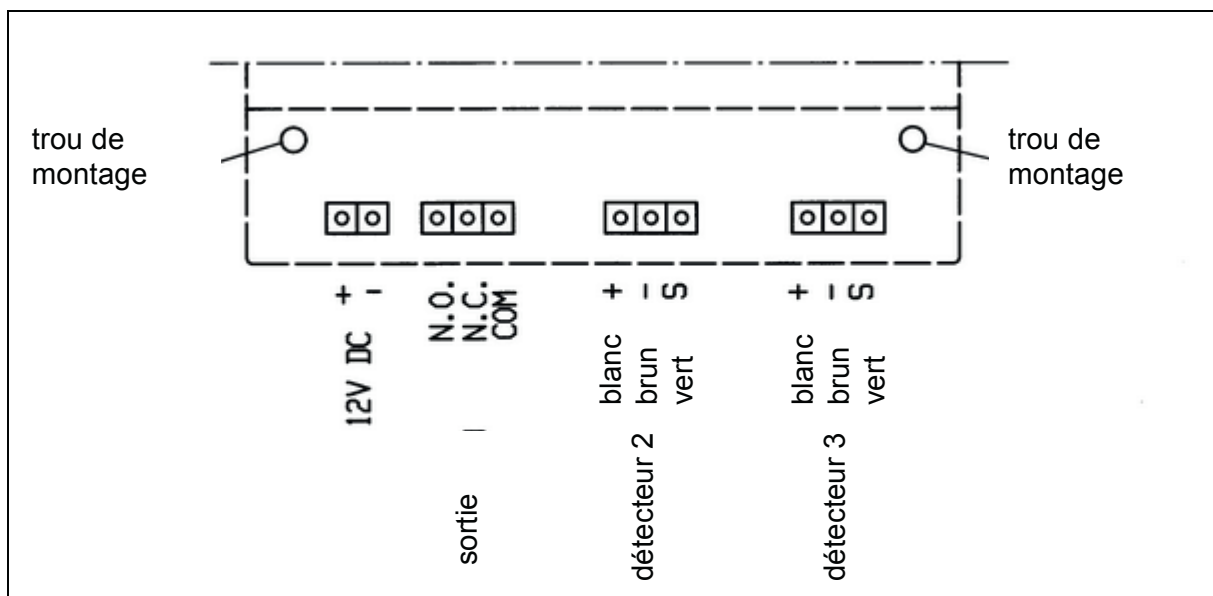 trou de
montage
trou de
montage
+
-
12V DC
N.O.
N.C.
COM
sortie
+
-
S
blanc
brun
vert
détecteur 2
+
-
S
blanc
brun
vert
détecteur 3